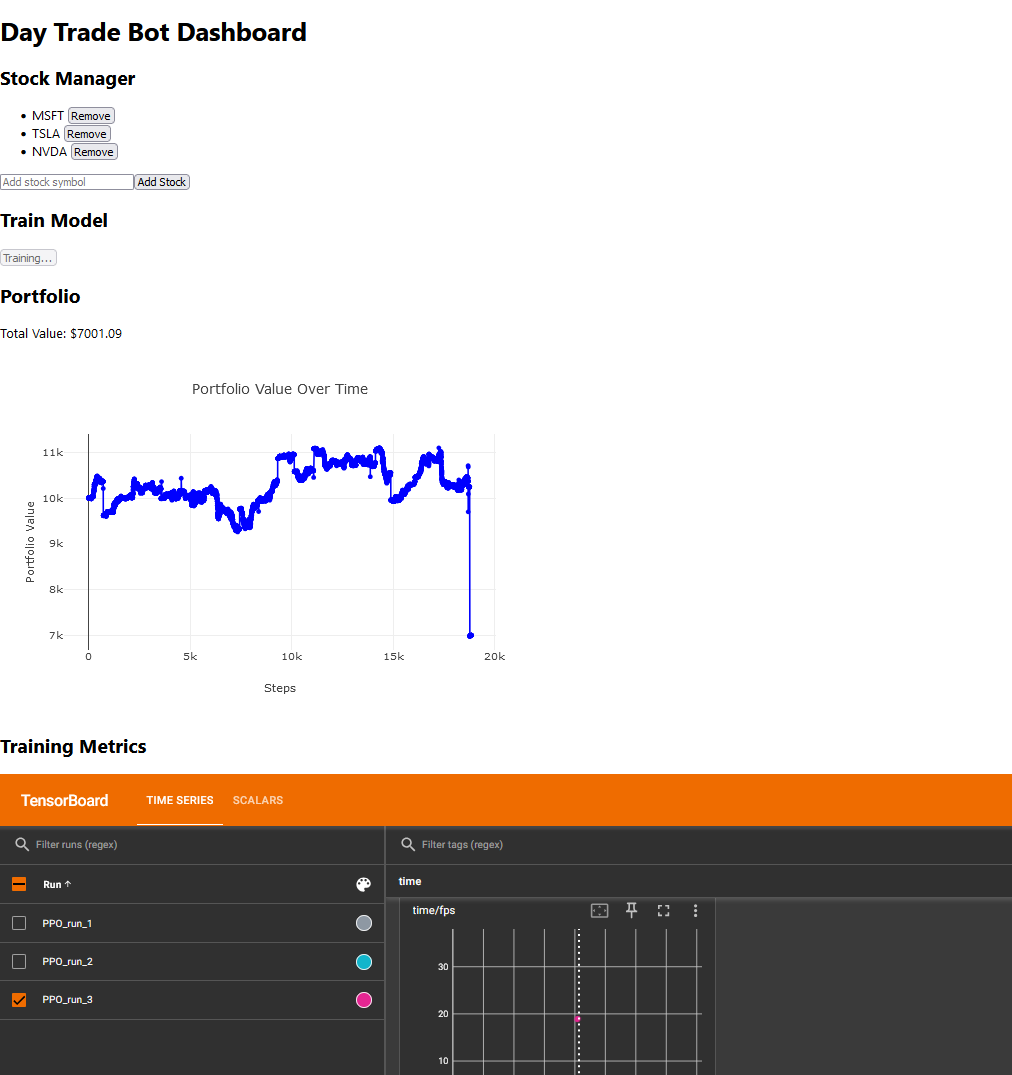 Day Trade Bot Dashboard
Stock Manager
MSFT Remove
TSLA Remove
NVDA Remove
Add stock symbol Add Stock
Train Model
Training...
Portfolio
Total Value: $7001.09
Portfolio Value Over Time
11k
10k
9k
8k
7k
Portfolio Value
0 5k 10k 15k 20k
Steps
Training Metrics
TensorBoard TIME SERIES SCALARS
Filter runs (regex) Filter tags (regex)
Run time
time/fps
PPO_run_1
PPO_run_2
PPO_run_3
30
20
10